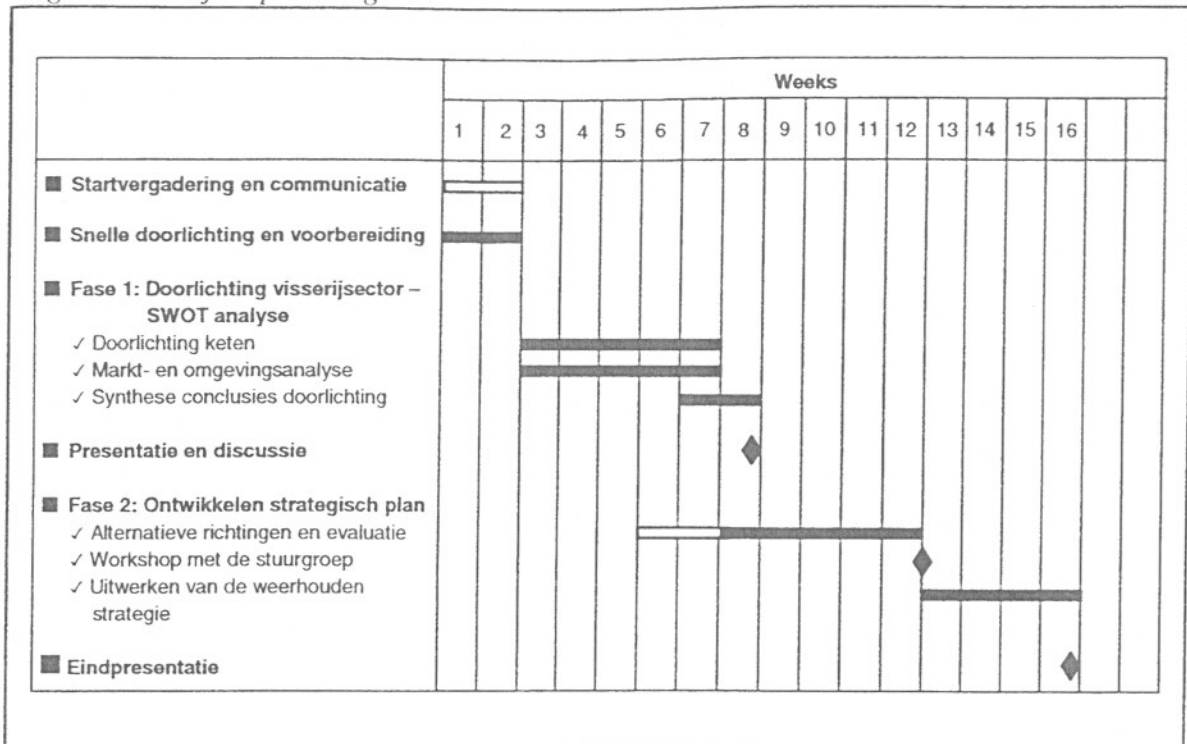 Weeks
1 2 3 4 5 6 7 8 9 10 11 12 13 14 15 16
■ Startvergadering en communicatie
■ Snelle doorlichting en voorbereiding
■ Fase 1: Doorlichting visserijsector –
SWOT analyse
✓ Doorlichting keten
✓ Markt- en omgevingsanalyse
✓ Synthese conclusies doorlichting
■ Presentatie en discussie
■ Fase 2: Ontwikkelen strategisch plan
✓ Alternatieve richtingen en evaluatie
✓ Workshop met de stuurgroep
✓ Uitwerken van de weerhouden
strategie
■ Eindpresentatie